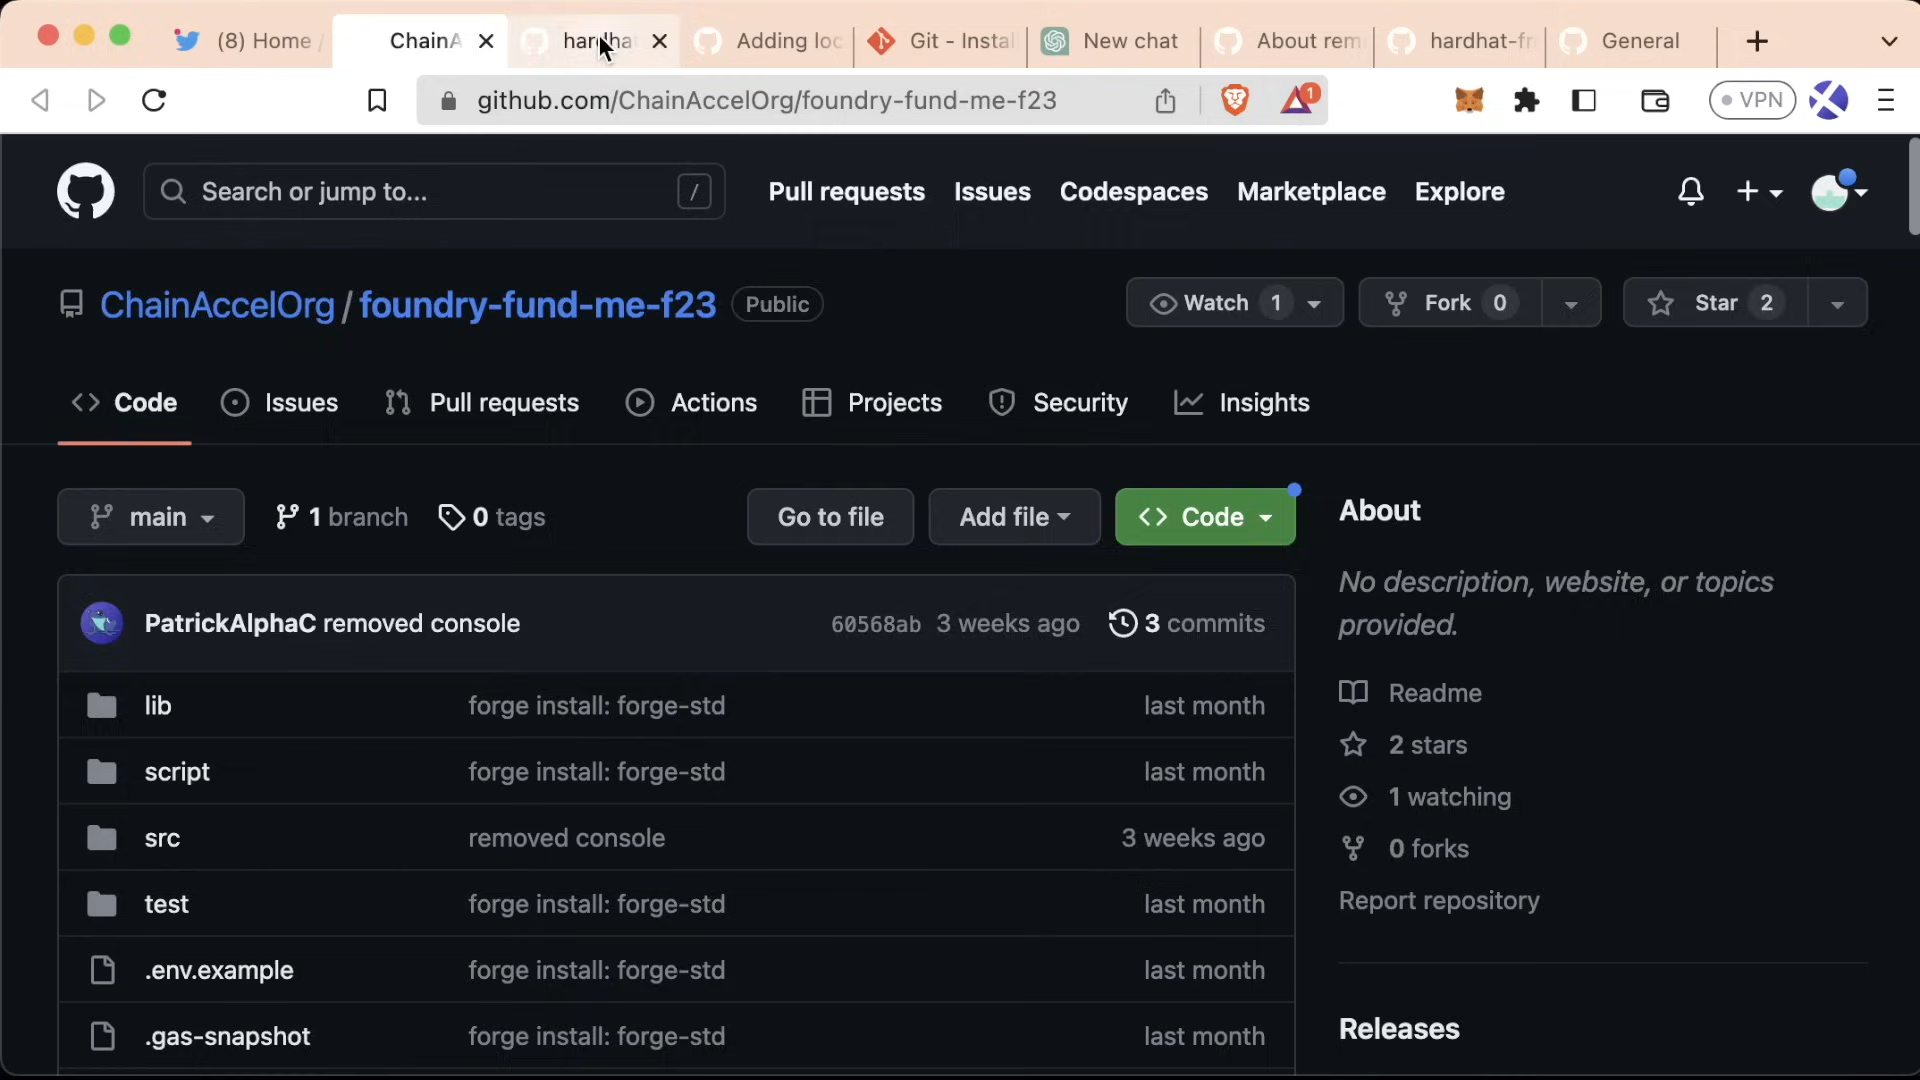 (8) Home /
ChainA
hardha
Adding loc
Git - Instal
New chat
About rem
hardhat-fr
General
github.com/ChainAccelOrg/foundry-fund-me-f23
1
VPN
Search or jump to...
/
Pull requests
Issues
Codespaces
Marketplace
Explore
ChainAccelOrg / foundry-fund-me-f23
Public
Watch 1
Fork 0
Star 2
Code
Issues
Pull requests
Actions
Projects
Security
Insights
main
1 branch
0 tags
Go to file
Add file
Code
PatrickAlphaC removed console
60568ab 3 weeks ago
3 commits
lib forge install: forge-std last month
script forge install: forge-std last month
src removed console 3 weeks ago
test forge install: forge-std last month
.env.example forge install: forge-std last month
.gas-snapshot forge install: forge-std last month
About
No description, website, or topics
provided.
Readme
2 stars
1 watching
0 forks
Report repository
Releases